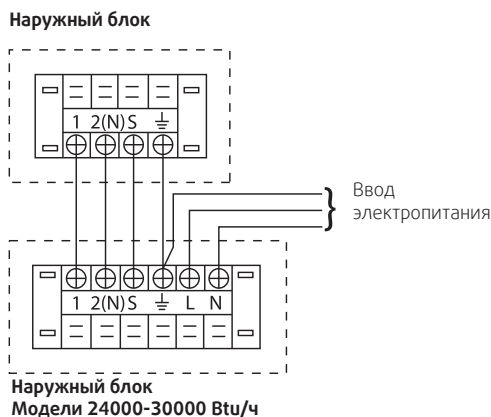 Наружный блок
1 2(N) S ⏚
Ввод
электропитания
1 2(N) S ⏚ L N
Наружный блок
Модели 24000-30000 Btu/ч